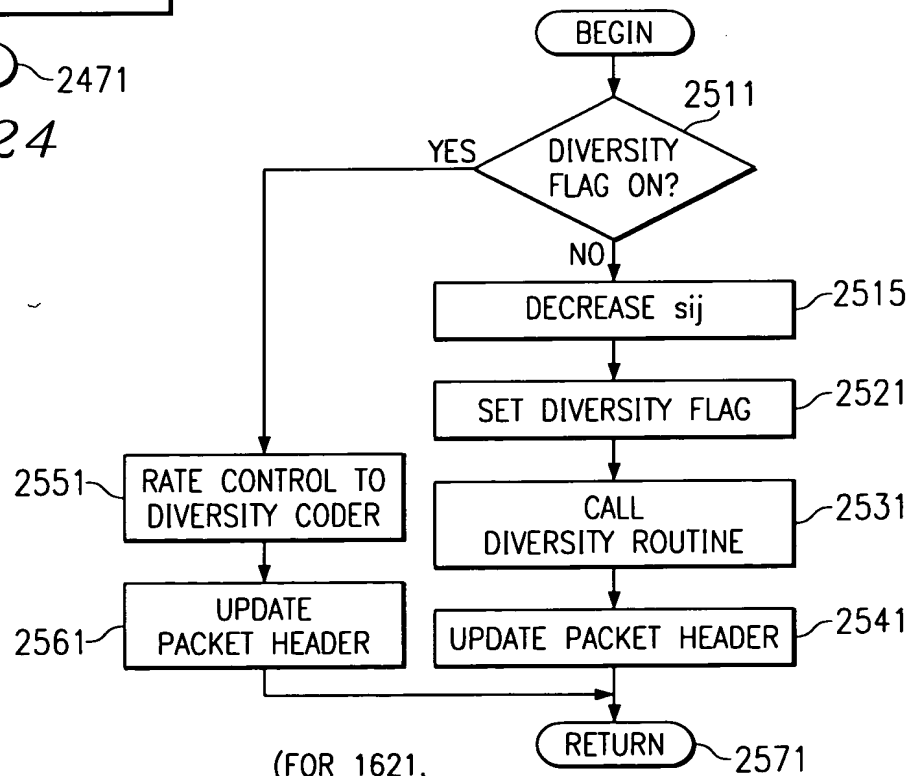 2471
24
BEGIN
2511
DIVERSITY
FLAG ON?
YES
NO
DECREASE sij
2515
SET DIVERSITY FLAG
2521
CALL
DIVERSITY ROUTINE
2531
UPDATE PACKET HEADER
2541
2551
RATE CONTROL TO
DIVERSITY CODER
2561
UPDATE
PACKET HEADER
RETURN
2571
(FOR 1621,